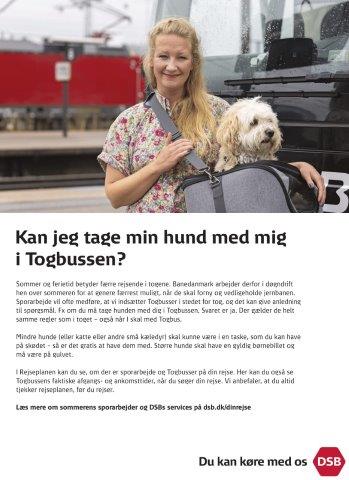 Kan jeg tage min hund med mig
i Togbussen?
Sommer og ferietid betyder færre rejsende i togene. Banedanmark arbejder derfor i døgndrift
hen over sommeren for at genere færrest muligt, når de skal forny og vedligeholde jernbanen.
Sporarbejde vil ofte medføre, at vi indsætter Togbusser i stedet for tog, og det kan give anledning
til spørgsmål. Fx om du må tage hunden med dig i Togbussen. Svaret er ja. Der gælder de helt
samme regler som i toget – også når I skal med Togbus.
Mindre hunde (eller katte eller andre små kæledyr) skal kunne være i en taske, som du kan have
på skødet – så er det gratis at have dem med. Større hunde skal have en gyldig børnebillet og
må være på gulvet.
I Rejseplanen kan du se, om der er sporarbejde og Togbusser på din rejse. Her kan du også se
Togbussens faktiske afgangs- og ankomsttider, når du søger din rejse. Vi anbefaler, at du altid
tjekker rejseplanen, før du rejser.
Læs mere om sommerens sporarbejder og DSBs services på dsb.dk/dinrejse
Du kan køre med os DSB